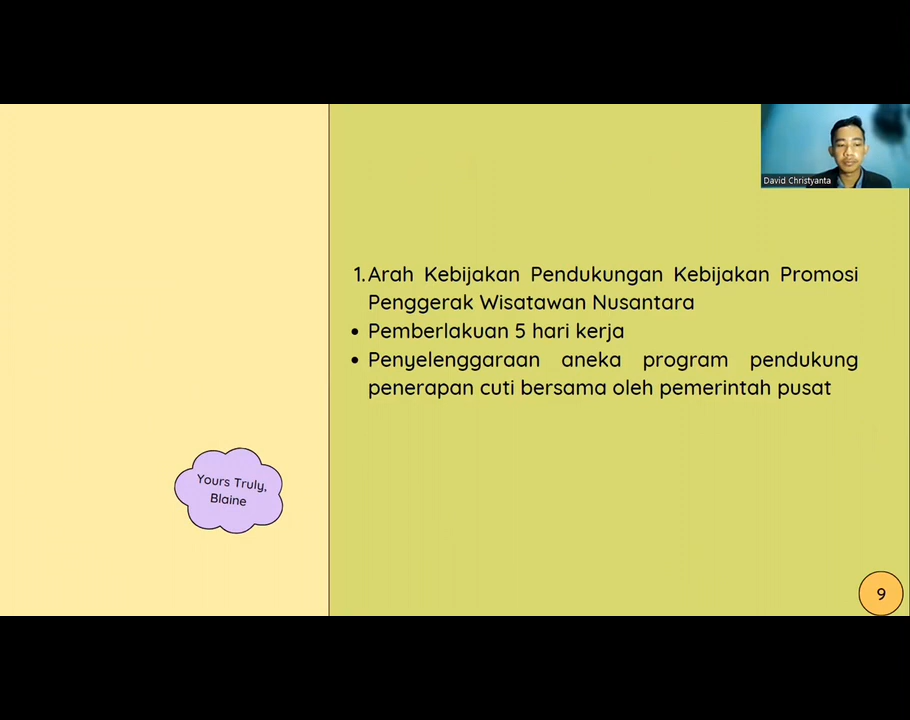 David Christyanta
1.Arah Kebijakan Pendukungan Kebijakan Promosi
Penggerak Wisatawan Nusantara
• Pemberlakuan 5 hari kerja
• Penyelenggaraan aneka program pendukung
penerapan cuti bersama oleh pemerintah pusat
Yours Truly,
Blaine
9